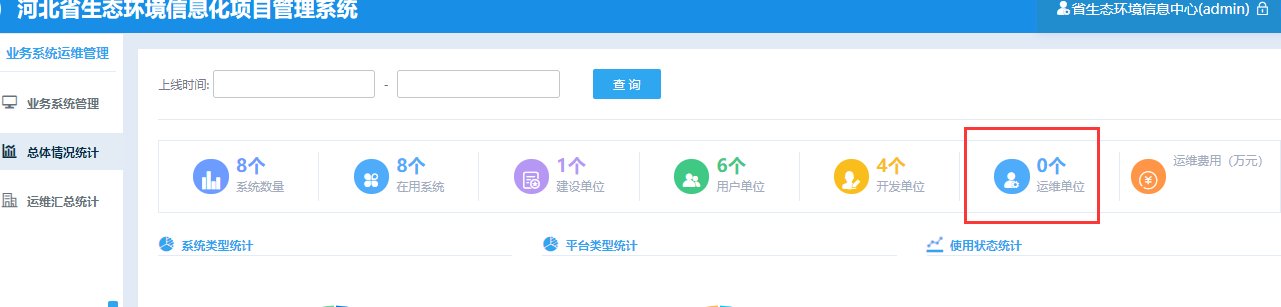 河北省生态环境信息化项目管理系统
省生态环境信息中心(admin)
业务系统运维管理
业务系统管理
总体情况统计
运维汇总统计
上线时间: - 查 询
8个
系统数量
8个
在用系统
1个
建设单位
6个
用户单位
4个
开发单位
0个
运维单位
运维费用（万元）
系统类型统计
平台类型统计
使用状态统计